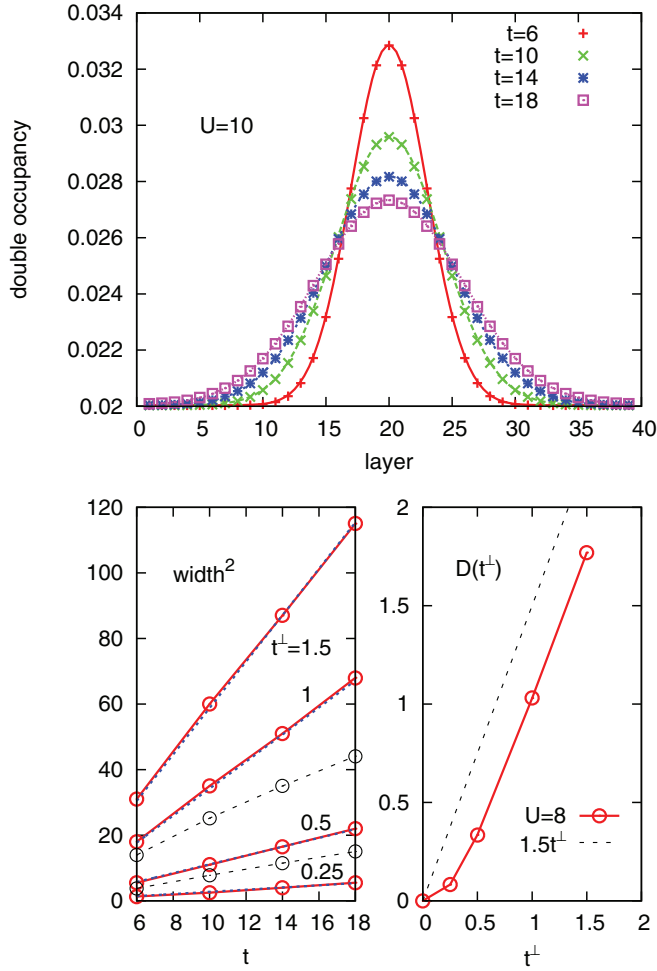 0.034
0.032
0.03
0.028
0.026
0.024
0.022
0.02
double occupancy
U=10
t=6
t=10
t=14
t=18
0 5 10 15 20 25 30 35 40
layer
120
100
80
60
40
20
0
width²
t⊥=1.5
1
0.5
0.25
6 8 10 12 14 16 18
t
2
1.5
1
0.5
0
D(t⊥)
U=8
1.5t⊥
0 0.5 1 1.5 2
t⊥